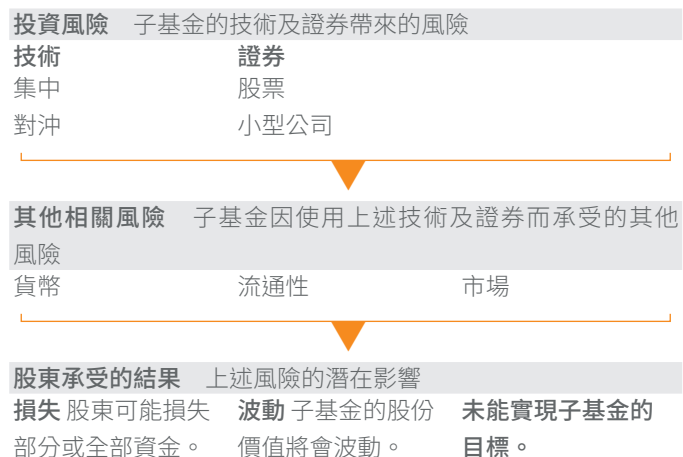 投資風險 子基金的技術及證券帶來的風險
技術 證券
集中 股票
對沖 小型公司
其他相關風險 子基金因使用上述技術及證券而承受的其他
風險
貨幣 流通性 市場
股東承受的結果 上述風險的潛在影響
損失 股東可能損失 波動 子基金的股份 未能實現子基金的
部分或全部資金。 價值將會波動。 目標。